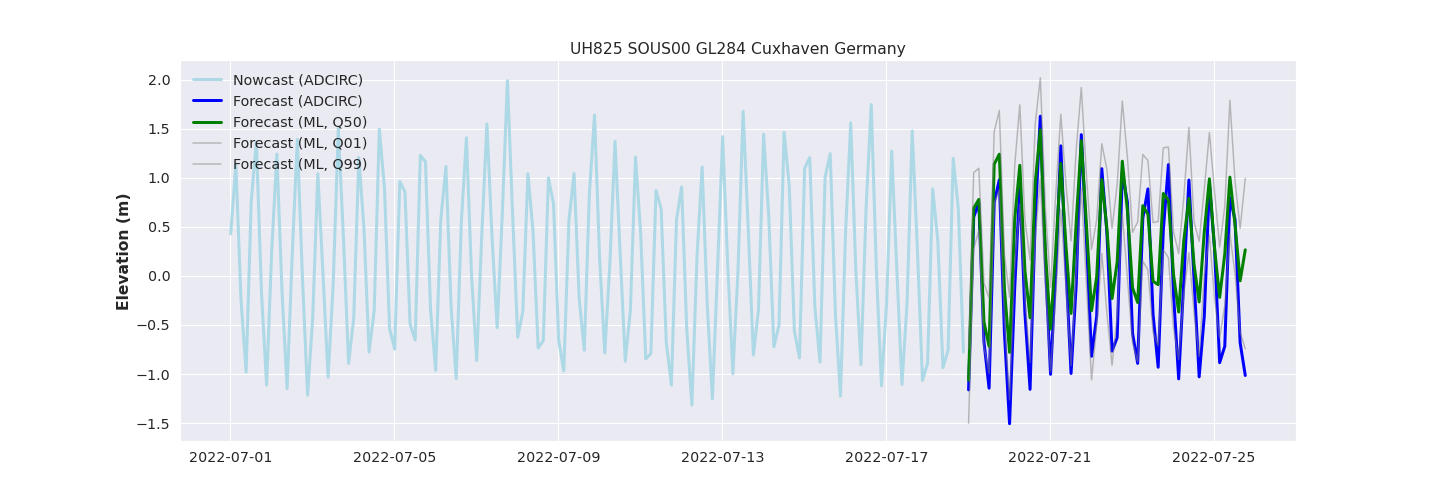 UH825 SOUS00 GL284 Cuxhaven Germany
Nowcast (ADCIRC)
Forecast (ADCIRC)
Forecast (ML, Q50)
Forecast (ML, Q01)
Forecast (ML, Q99)
Elevation (m)
2.0
1.5
1.0
0.5
0.0
−0.5
−1.0
−1.5
2022-07-01 2022-07-05 2022-07-09 2022-07-13 2022-07-17 2022-07-21 2022-07-25